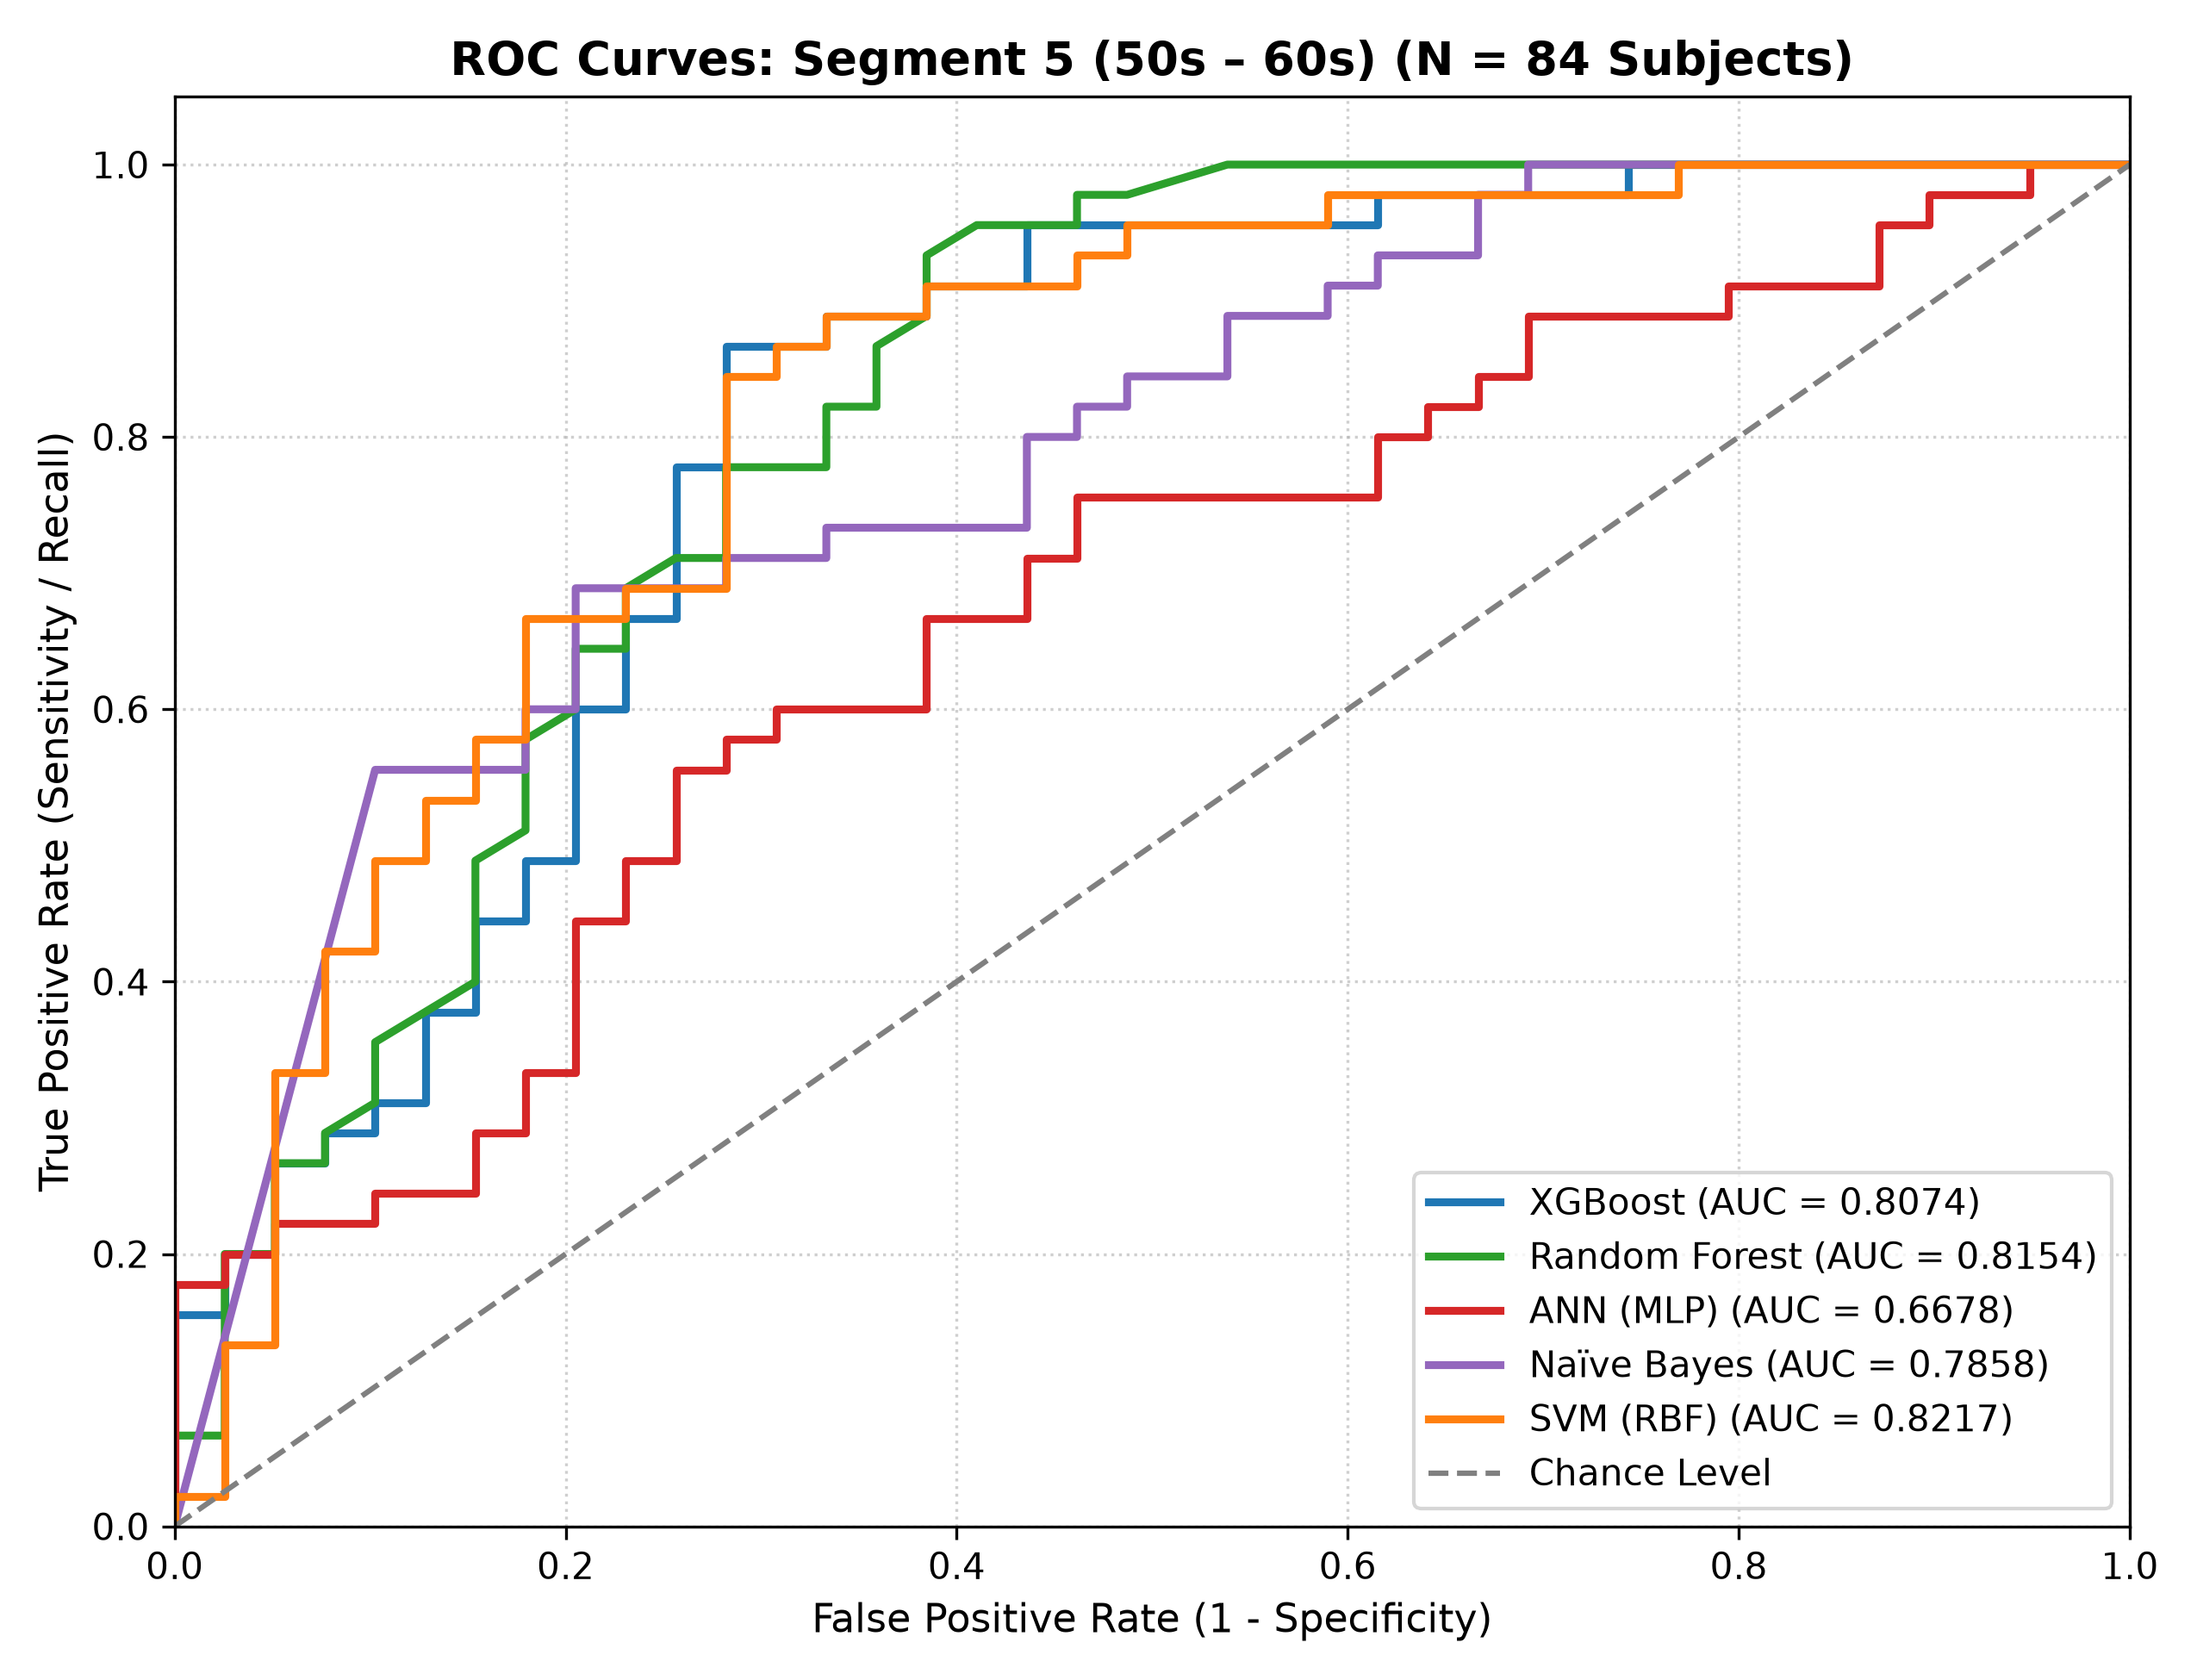 ROC Curves: Segment 5 (50s – 60s) (N = 84 Subjects)
True Positive Rate (Sensitivity / Recall)
1.0
0.8
0.6
0.4
0.2
0.0
XGBoost (AUC = 0.8074)
Random Forest (AUC = 0.8154)
ANN (MLP) (AUC = 0.6678)
Naïve Bayes (AUC = 0.7858)
SVM (RBF) (AUC = 0.8217)
Chance Level
0.0 0.2 0.4 0.6 0.8 1.0
False Positive Rate (1 - Specificity)